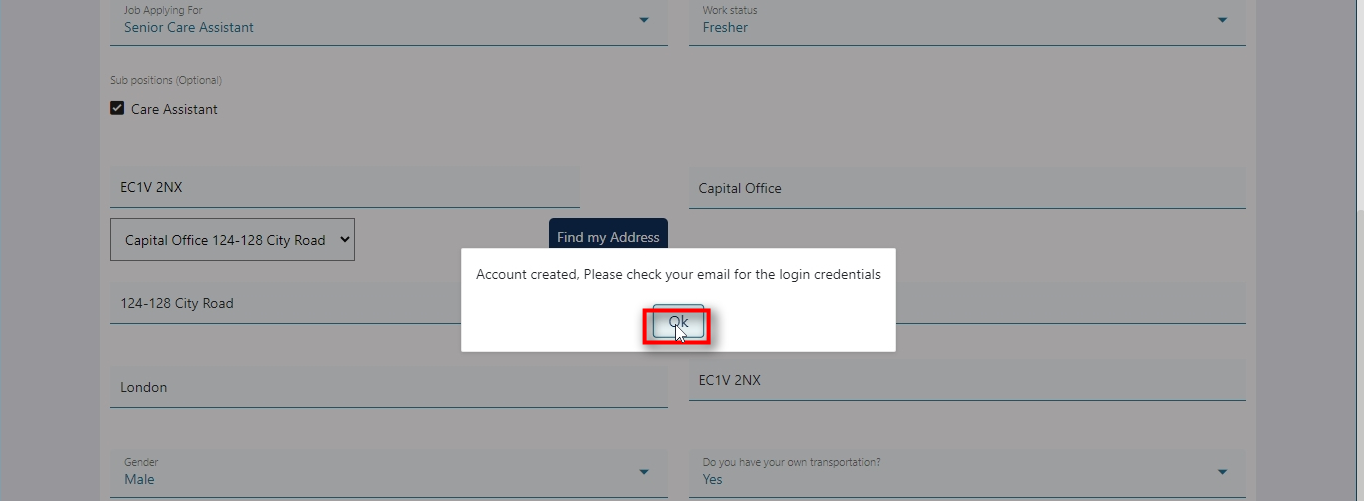 Job Applying For
Senior Care Assistant
Work status
Fresher
Sub positions (Optional)
Care Assistant
EC1V 2NX
Capital Office
Capital Office 124-128 City Road
Find my Address
Account created, Please check your email for the login credentials
Ok
124-128 City Road
London
EC1V 2NX
Gender
Male
Do you have your own transportation?
Yes